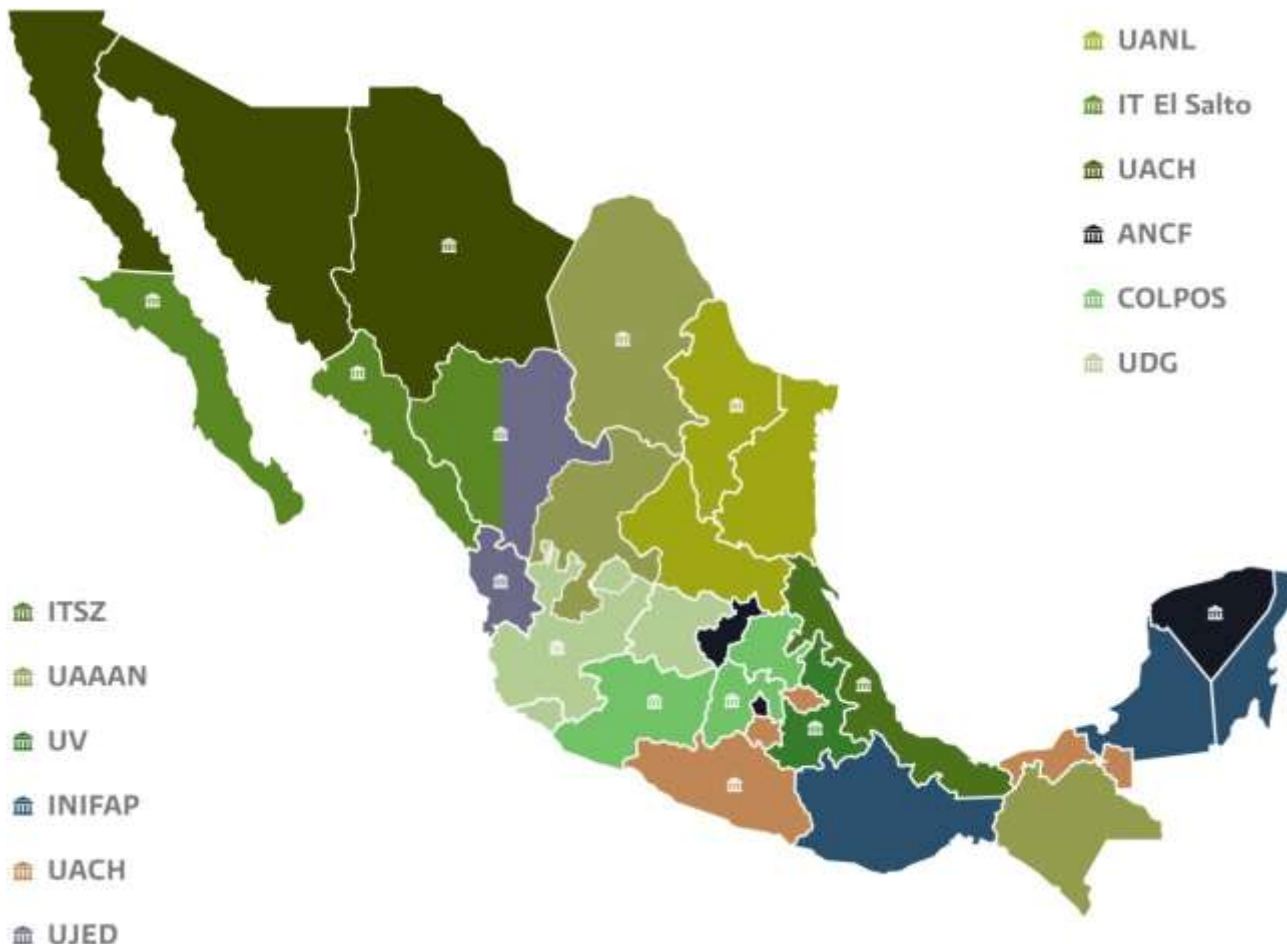 UANL
IT El Salto
UACH
ANCF
COLPOS
UDG
ITSZ
UAAAN
UV
INIFAP
UACH
UJED